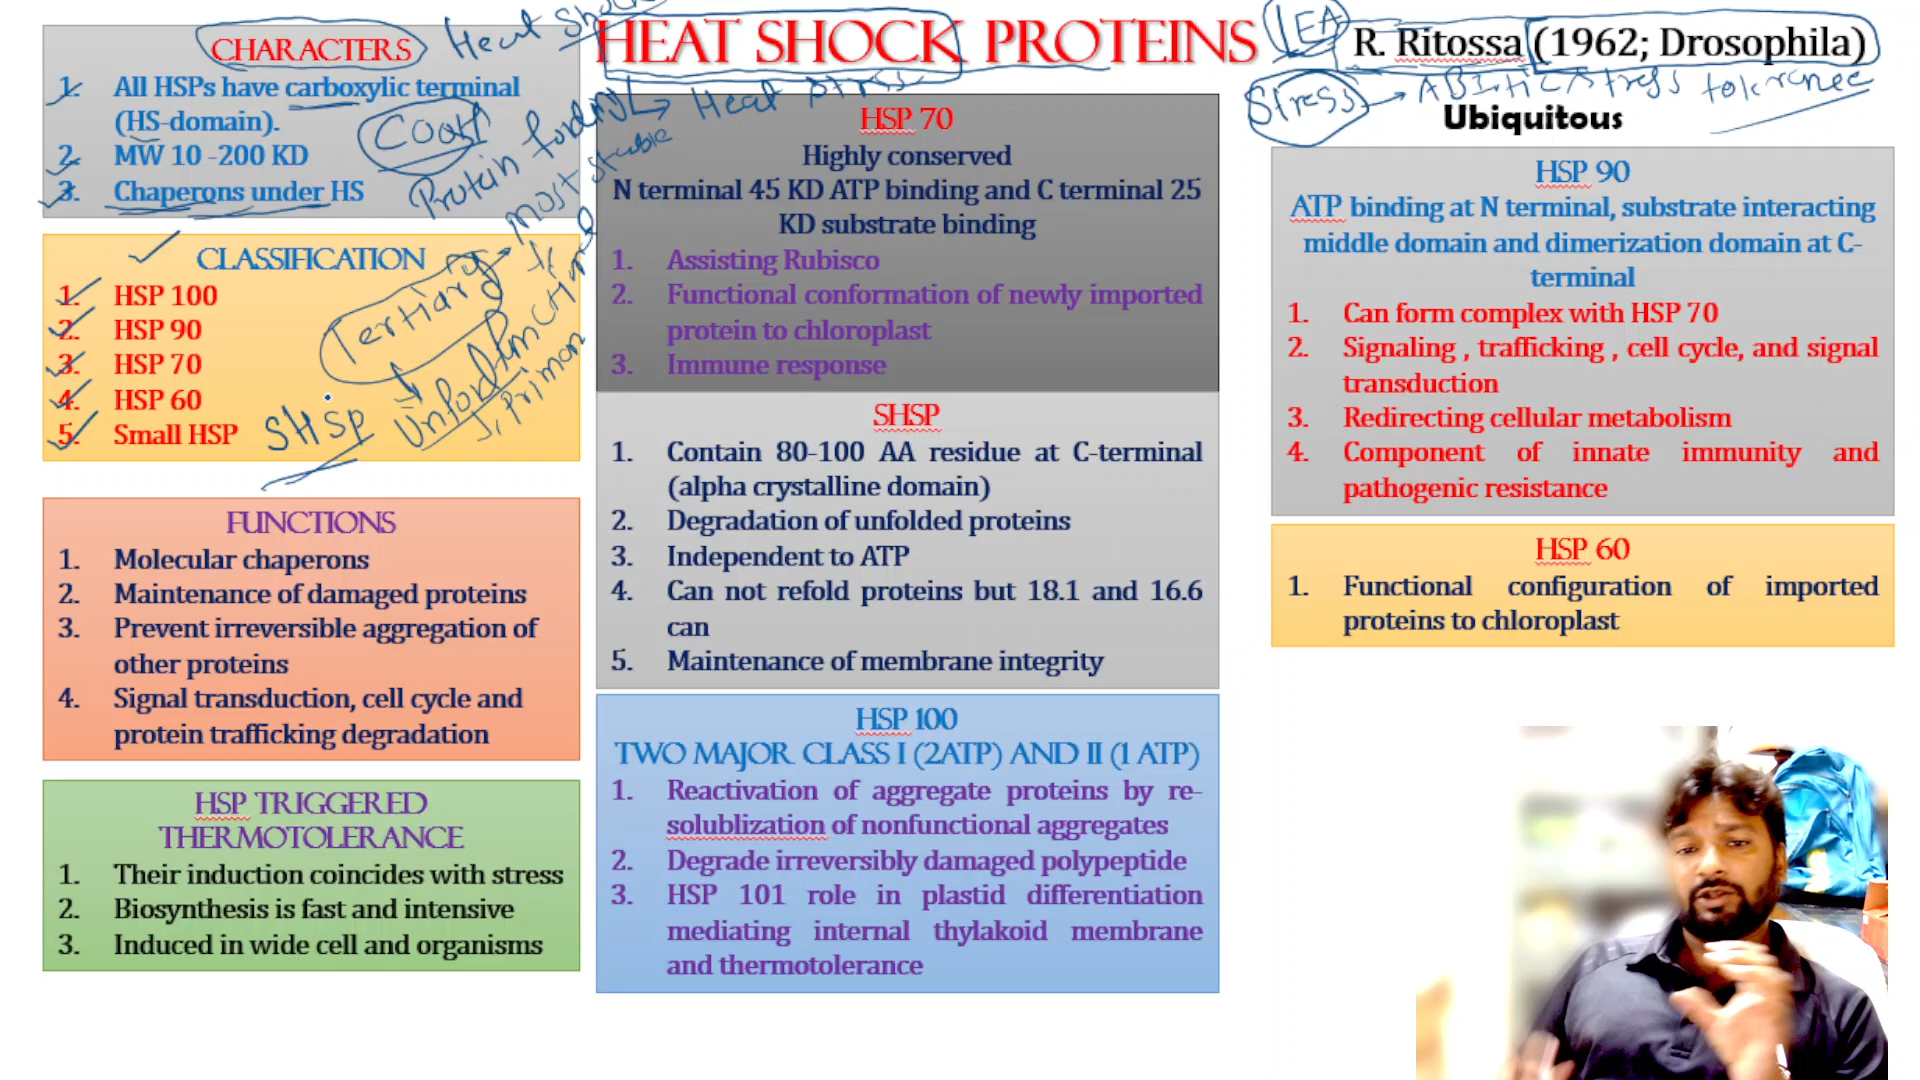 HEAT SHOCK PROTEINS
R. Ritossa (1962; Drosophila)
Ubiquitous
Heat Shock
LEA
Stress → Abiotic stress tolerance
CHARACTERS
1. All HSPs have carboxylic terminal
(HS-domain).
2. MW 10 -200 KD
3. Chaperons under HS
Coat
Protein folding → Heat stress
most stable
CLASSIFICATION
1. HSP 100
2. HSP 90
3. HSP 70
4. HSP 60
5. Small HSP
Tertiary
SHSP
FUNCTIONS
1. Molecular chaperons
2. Maintenance of damaged proteins
3. Prevent irreversible aggregation of
other proteins
4. Signal transduction, cell cycle and
protein trafficking degradation
HSP TRIGGERED
THERMOTOLERANCE
1. Their induction coincides with stress
2. Biosynthesis is fast and intensive
3. Induced in wide cell and organisms
HSP 70
Highly conserved
N terminal 45 KD ATP binding and C terminal 25
KD substrate binding
1. Assisting Rubisco
2. Functional conformation of newly imported
protein to chloroplast
3. Immune response
SHSP
1. Contain 80-100 AA residue at C-terminal
(alpha crystalline domain)
2. Degradation of unfolded proteins
3. Independent to ATP
4. Can not refold proteins but 18.1 and 16.6
can
5. Maintenance of membrane integrity
HSP 100
TWO MAJOR CLASS I (2ATP) AND II (1 ATP)
1. Reactivation of aggregate proteins by re-
solublization of nonfunctional aggregates
2. Degrade irreversibly damaged polypeptide
3. HSP 101 role in plastid differentiation
mediating internal thylakoid membrane
and thermotolerance
HSP 90
ATP binding at N terminal, substrate interacting
middle domain and dimerization domain at C-
terminal
1. Can form complex with HSP 70
2. Signaling , trafficking , cell cycle, and signal
transduction
3. Redirecting cellular metabolism
4. Component of innate immunity and
pathogenic resistance
HSP 60
1. Functional configuration of imported
proteins to chloroplast